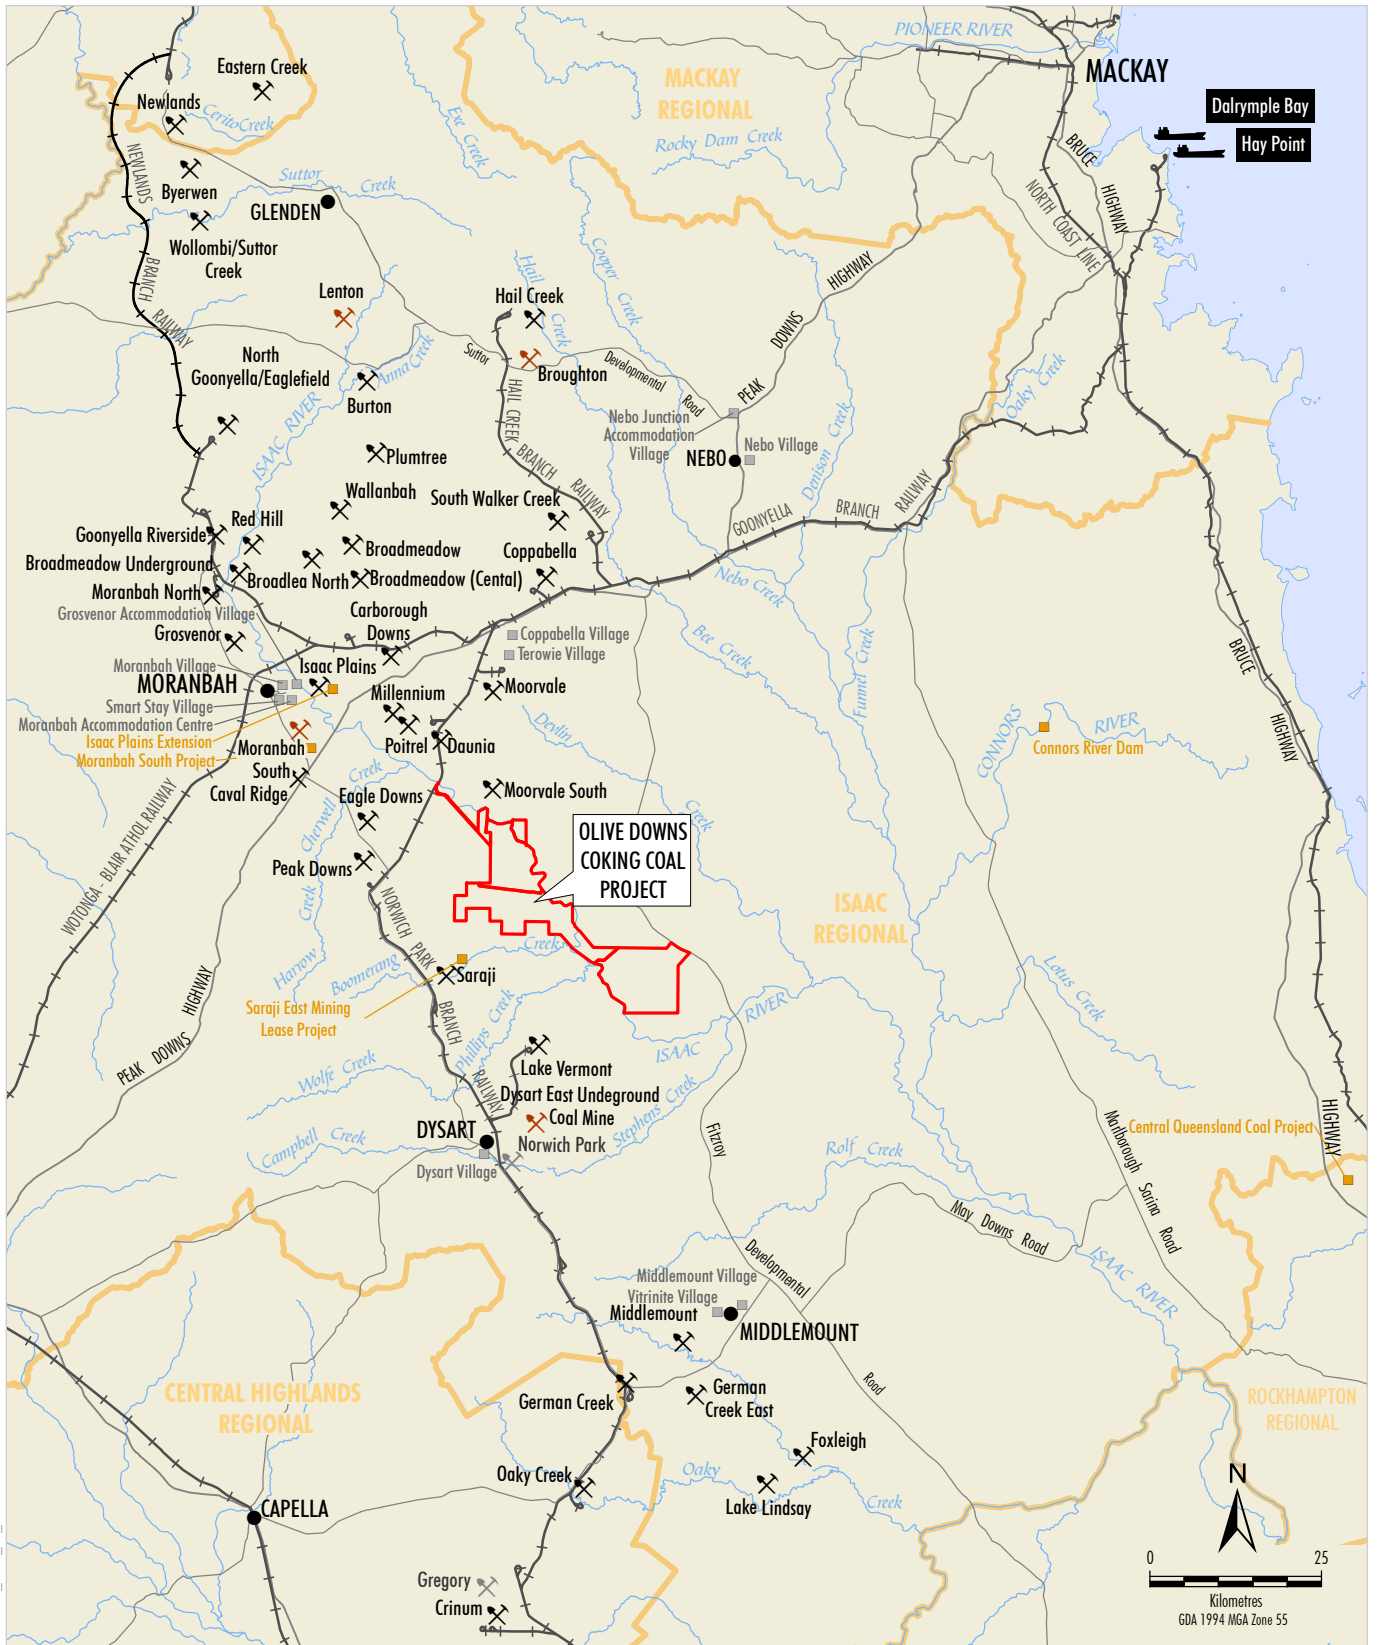 PIONEER RIVER
MACKAY
Eastern Creek
MACKAY
REGIONAL
Newlands
Cerito Creek
Exe Creek
Rocky Dam Creek
Dalrymple Bay
Hay Point
BRUCE
HIGHWAY
NORTH COAST LINE
NEWLANDS
BRANCH
RAILWAY
Byerwen
Suttor
Creek
GLENDEN
Wollombi/Suttor
Creek
Lenton
Hail
Creek
Cooper
Creek
Hail Creek
PEAK
DOWNS
HIGHWAY
North
Goonyella/Eaglefield
Suttor
Developmental
Road
Broughton
Anna Creek
Burton
HAIL CREEK
BRANCH
RAILWAY
Oaky Creek
Nebo Junction
Accommodation
Village
Nebo Village
NEBO
Denison Creek
ISAAC RIVER
Plumtree
Wallanbah
South Walker Creek
GOONYELLA
BRANCH
RAILWAY
Red Hill
Goonyella Riverside
Broadmeadow
Coppabella
Broadmeadow Underground
Broadlea North
Broadmeadow (Cental)
Nebo Creek
Moranbah North
Grosvenor Accommodation Village
Carborough
Downs
Grosvenor
Coppabella Village
Terowie Village
Bee Creek
Funnel Creek
BRUCE
HIGHWAY
Moranbah Village
Isaac Plains
MORANBAH
Moorvale
Millennium
Smart Stay Village
Moranbah Accommodation Centre
Devlin
Creek
CONNORS
RIVER
Isaac Plains Extension
Moranbah
South
Poitrel
Daunia
Connors River Dam
Moranbah South Project
Caval Ridge
Cherwell
Creek
Eagle Downs
Moorvale South
WOTONGA - BLAIR ATHOL RAILWAY
OLIVE DOWNS
COKING COAL
PROJECT
Peak Downs
NORWICH PARK
BRANCH
RAILWAY
ISAAC
REGIONAL
Harrow
Creek
Boomerang
Creek
Saraji
Lotus Creek
PEAK DOWNS
HIGHWAY
Saraji East Mining
Lease Project
Phillips Creek
ISAAC
RIVER
Lake Vermont
Wolfe Creek
Dysart East Undeground
Coal Mine
Stephens Creek
DYSART
Norwich Park
Campbell Creek
Dysart Village
Fitzroy
Developmental
Road
Rolf Creek
Marlborough Sarina Road
Central Queensland Coal Project
HIGHWAY
May Downs Road
ISAAC RIVER
Middlemount Village
Vitrinite Village
Middlemount
MIDDLEMOUNT
CENTRAL HIGHLANDS
REGIONAL
German Creek
German
Creek East
ROCKHAMPTON
REGIONAL
Foxleigh
Oaky Creek
Oaky
Creek
Lake Lindsay
CAPELLA
Gregory
Crinum
N
0 25
Kilometres
GDA 1994 MGA Zone 55